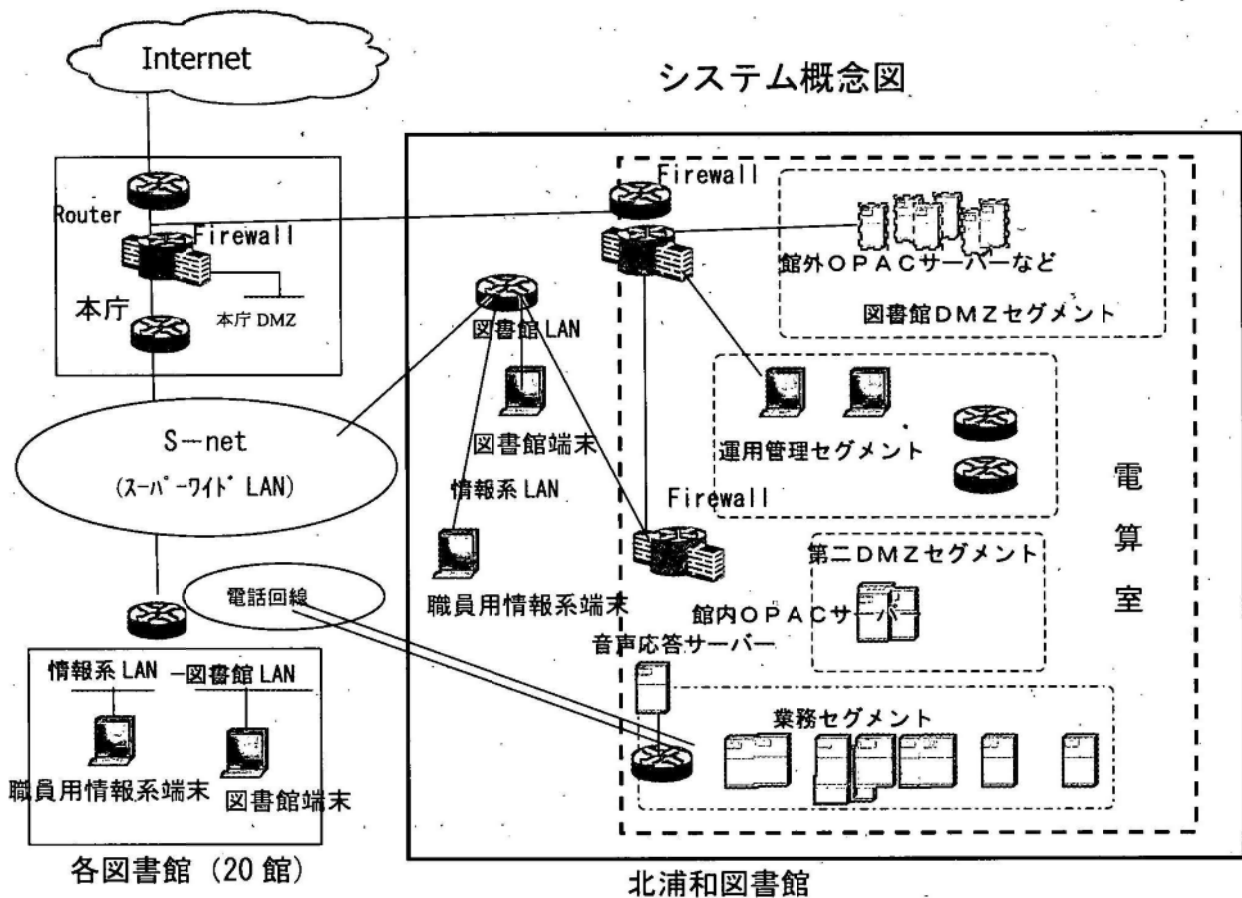 システム概念図
Internet
Router
Firewall
本庁
本庁 DMZ
S－net
(スーパーワイド LAN)
電話回線
情報系 LAN
図書館 LAN
職員用情報系端末
図書館端末
各図書館（20 館）
図書館 LAN
図書館端末
情報系 LAN
職員用情報系端末
Firewall
館外ＯＰＡＣサーバーなど
図書館ＤＭＺセグメント
運用管理セグメント
Firewall
第二ＤＭＺセグメント
館内ＯＰＡＣサーバー
音声応答サーバー
業務セグメント
電算室
北浦和図書館